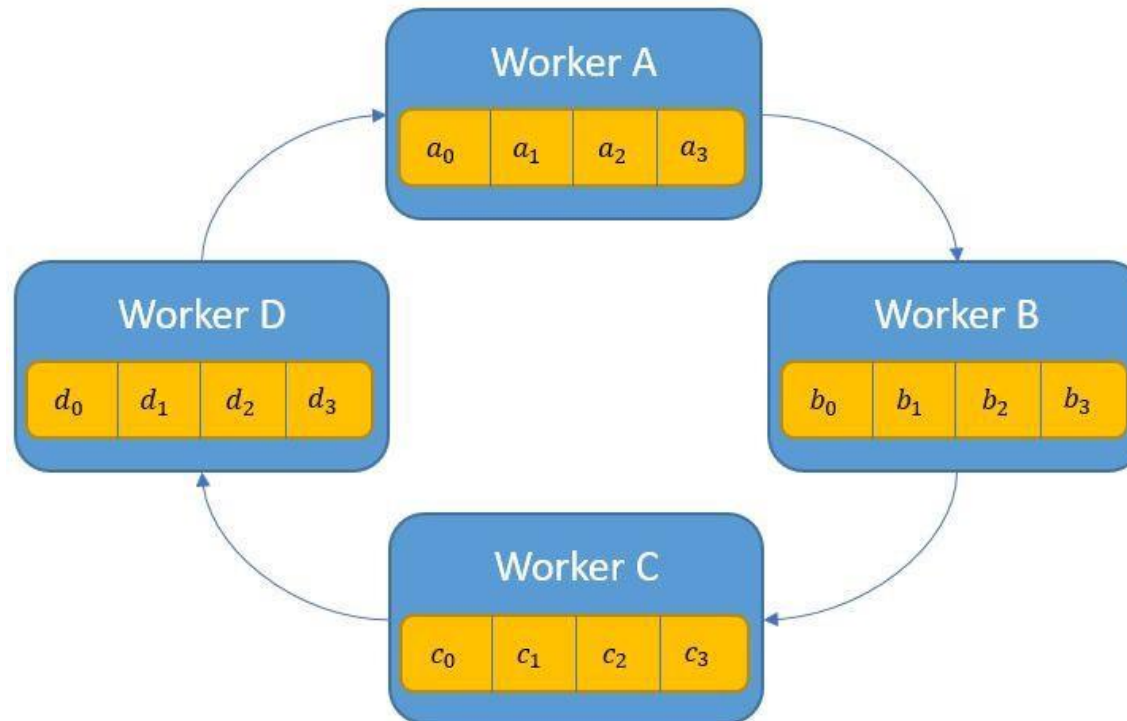 Worker A
a₀ a₁ a₂ a₃
Worker D
d₀ d₁ d₂ d₃
Worker B
b₀ b₁ b₂ b₃
Worker C
c₀ c₁ c₂ c₃